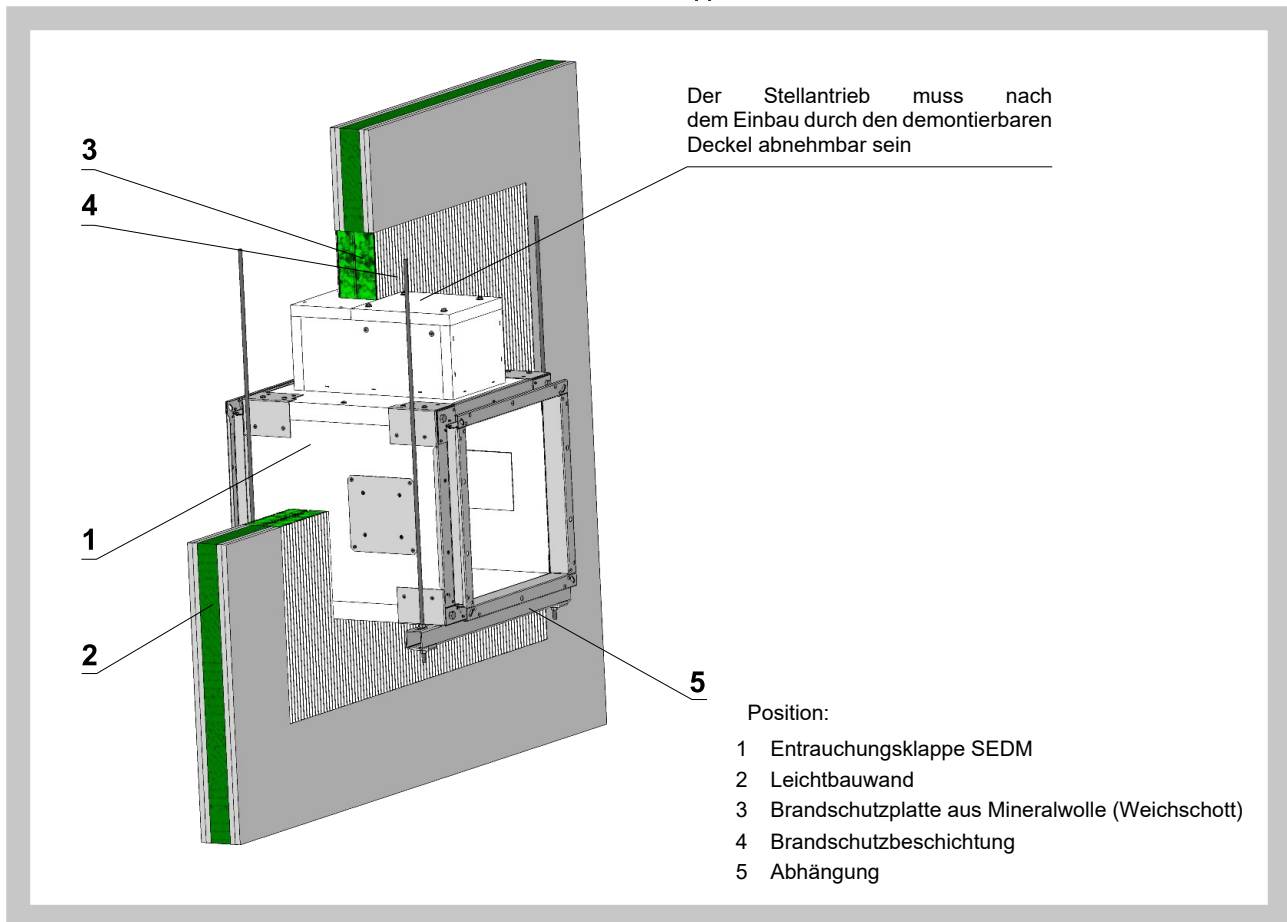 Der Stellantrieb muss nach
dem Einbau durch den demontierbaren
Deckel abnehmbar sein
3
4
1
2
5
Position:
1 Entrauchungsklappe SEDM
2 Leichtbauwand
3 Brandschutzplatte aus Mineralwolle (Weichschott)
4 Brandschutzbeschichtung
5 Abhängung